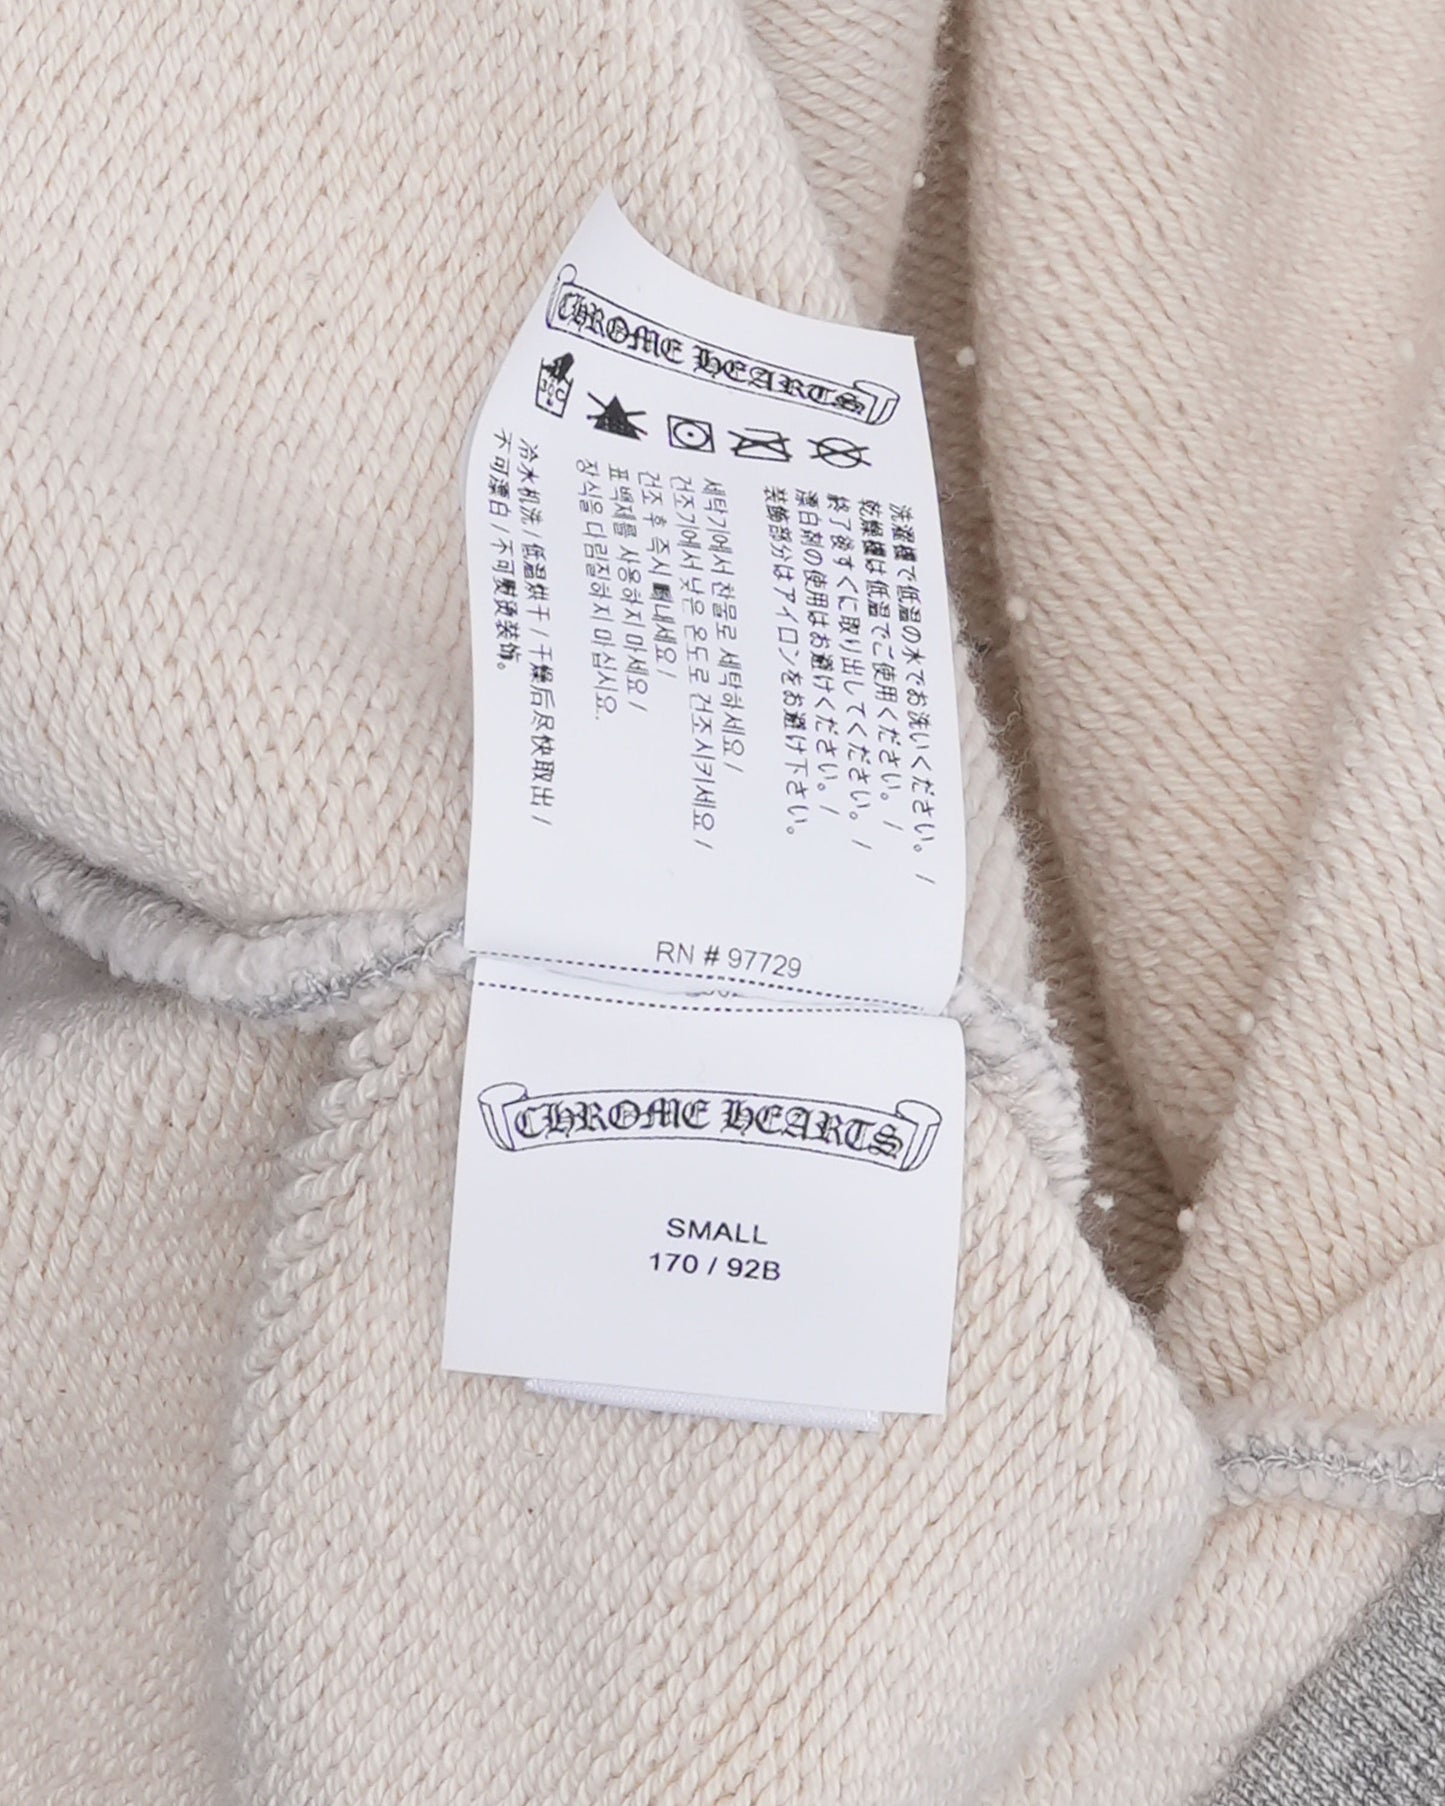 CHROME HEARTS
洗濯機で低温の水でお洗いください。/
乾燥機は低温でご使用ください。/
終了後すぐに取り出してください。/
漂白剤の使用はお避けください。/
装飾部分はアイロンをお避け下さい。
세탁기에서 찬물로 세탁하세요/
건조기에서 낮은 온도로 건조시키세요/
건조 후 즉시 빼내세요/
표백제를 사용하지 마세요/
장식을 다림질하지 마십시요.
冷水机洗/低温烘干/干燥后尽快取出/
不可漂白/不可熨烫装饰。
RN # 97729
CHROME HEARTS
SMALL
170 / 92B